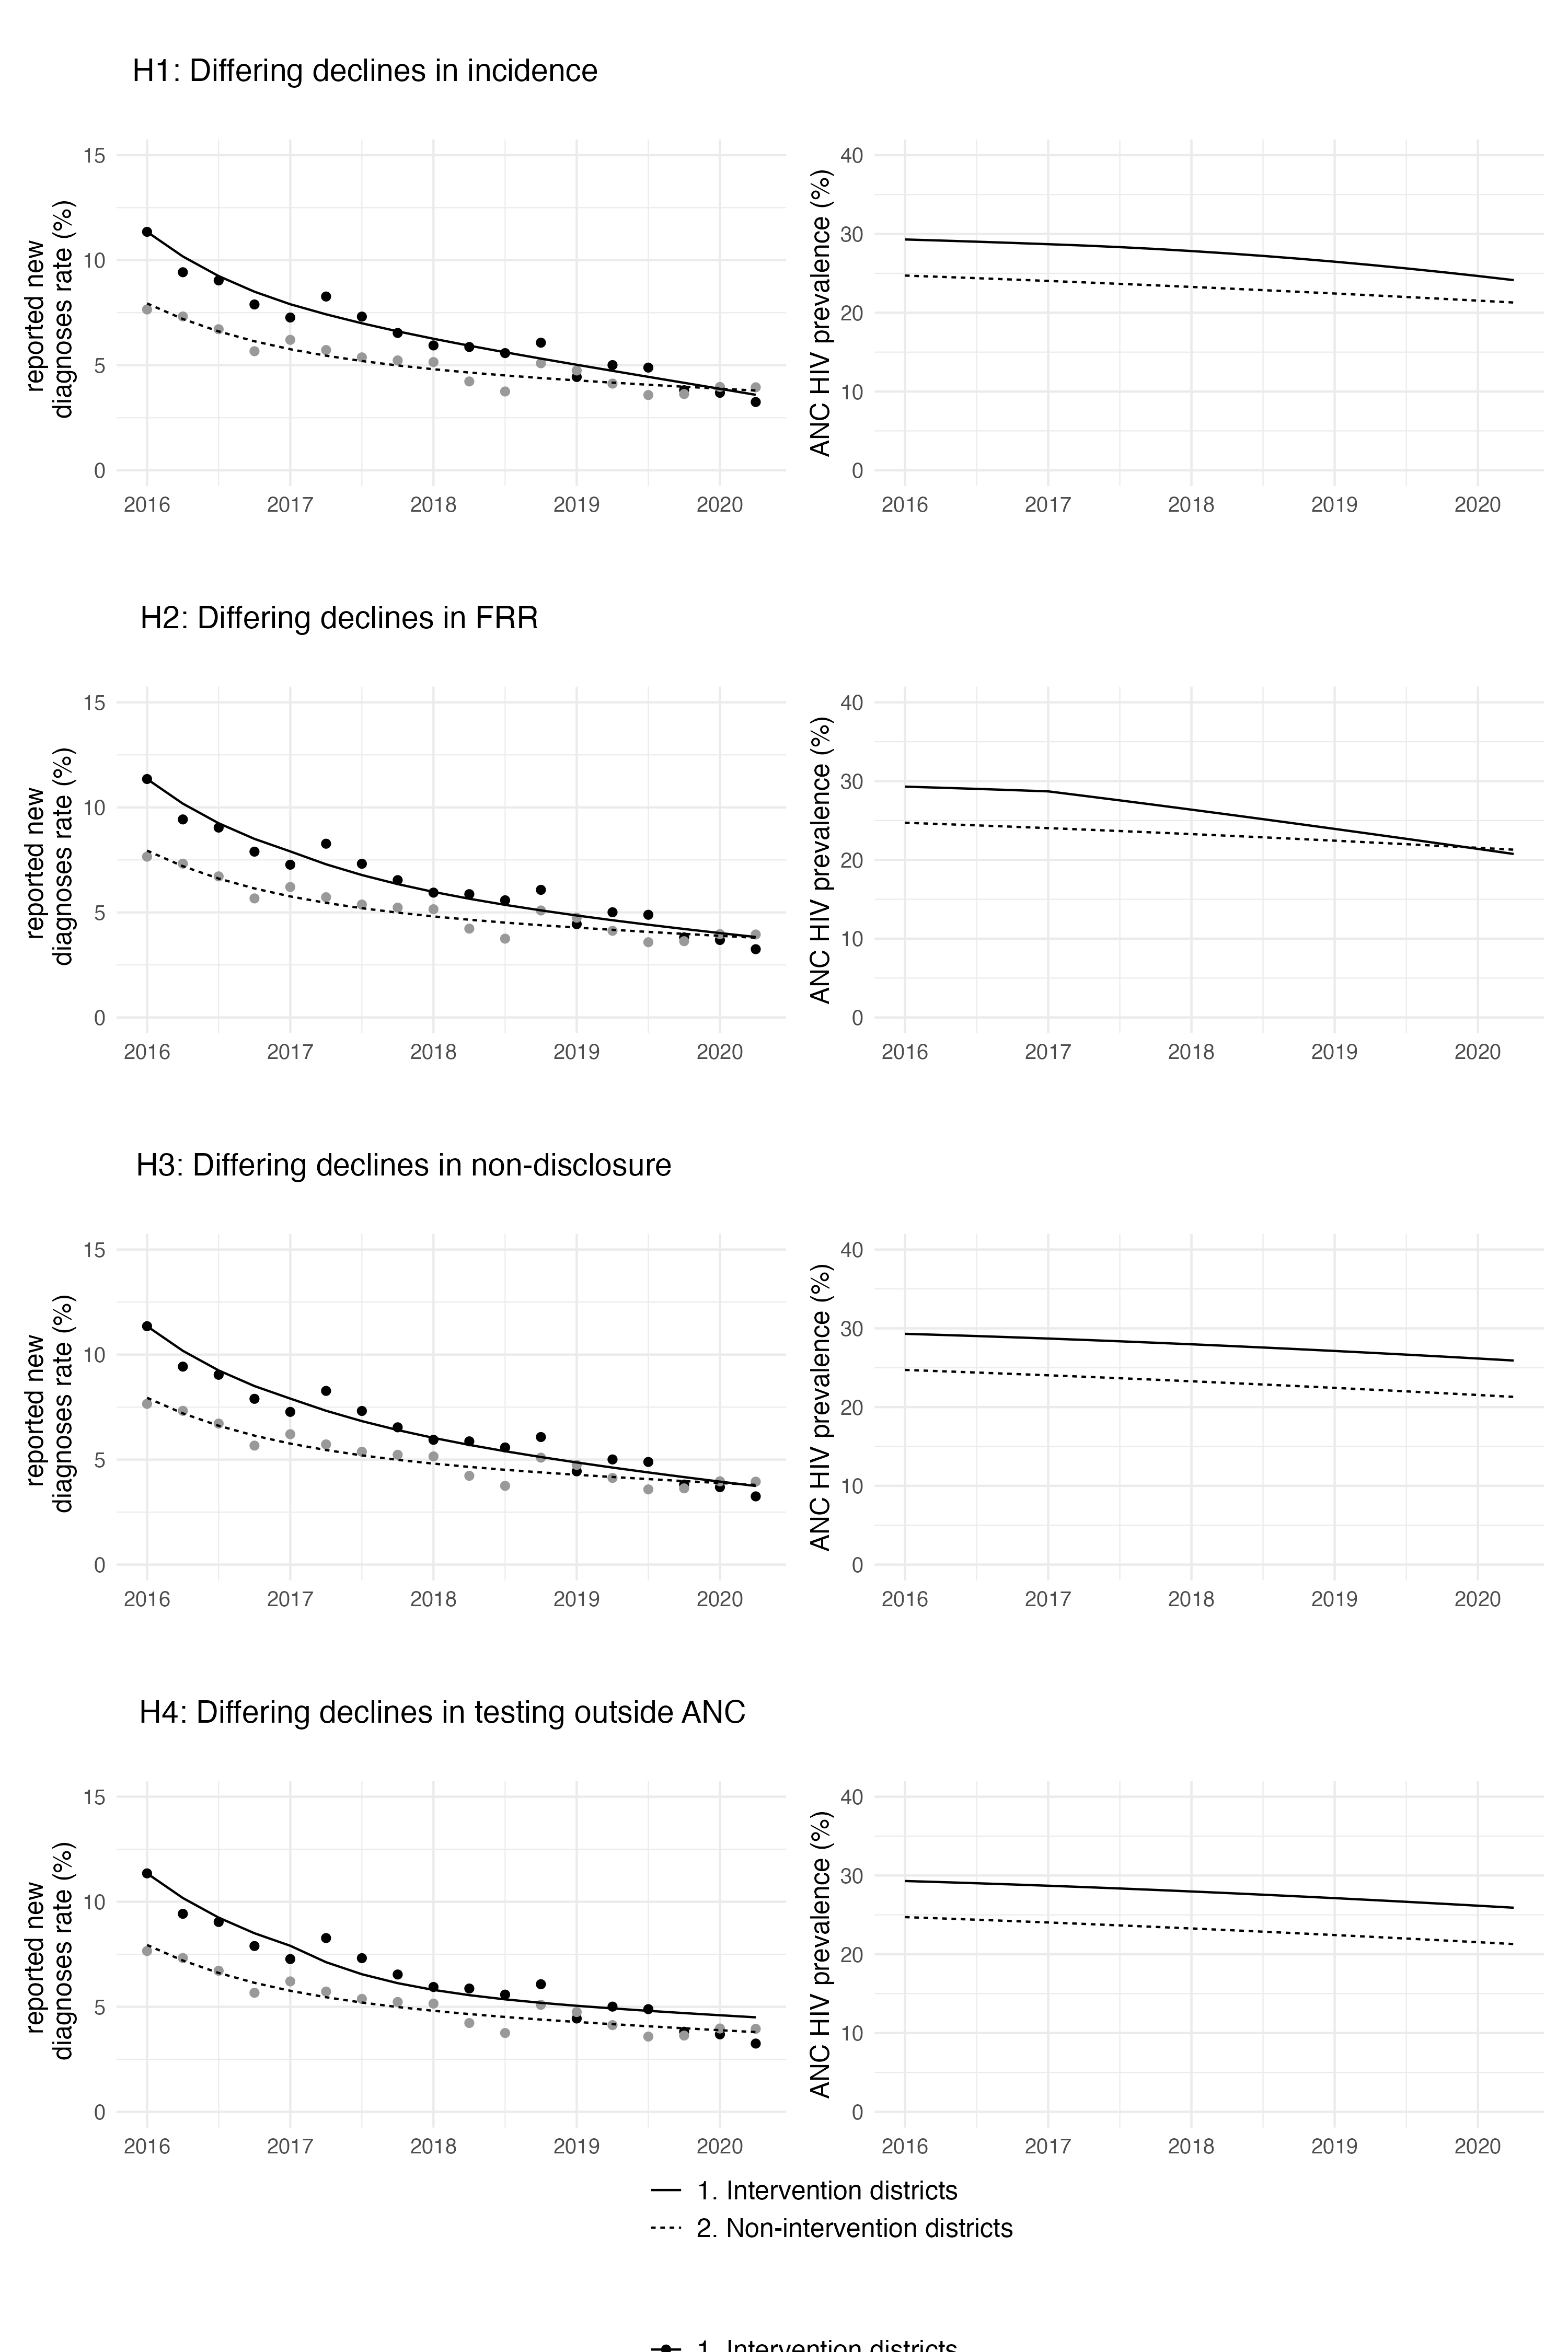 H1: Differing declines in incidence
reported new
diagnoses rate (%)
15
10
5
0
2016 2017 2018 2019 2020
ANC HIV prevalence (%)
40
30
20
10
0
2016 2017 2018 2019 2020
H2: Differing declines in FRR
reported new
diagnoses rate (%)
15
10
5
0
2016 2017 2018 2019 2020
ANC HIV prevalence (%)
40
30
20
10
0
2016 2017 2018 2019 2020
H3: Differing declines in non-disclosure
reported new
diagnoses rate (%)
15
10
5
0
2016 2017 2018 2019 2020
ANC HIV prevalence (%)
40
30
20
10
0
2016 2017 2018 2019 2020
H4: Differing declines in testing outside ANC
reported new
diagnoses rate (%)
15
10
5
0
2016 2017 2018 2019 2020
ANC HIV prevalence (%)
40
30
20
10
0
2016 2017 2018 2019 2020
1. Intervention districts
2. Non-intervention districts
1. Intervention districts